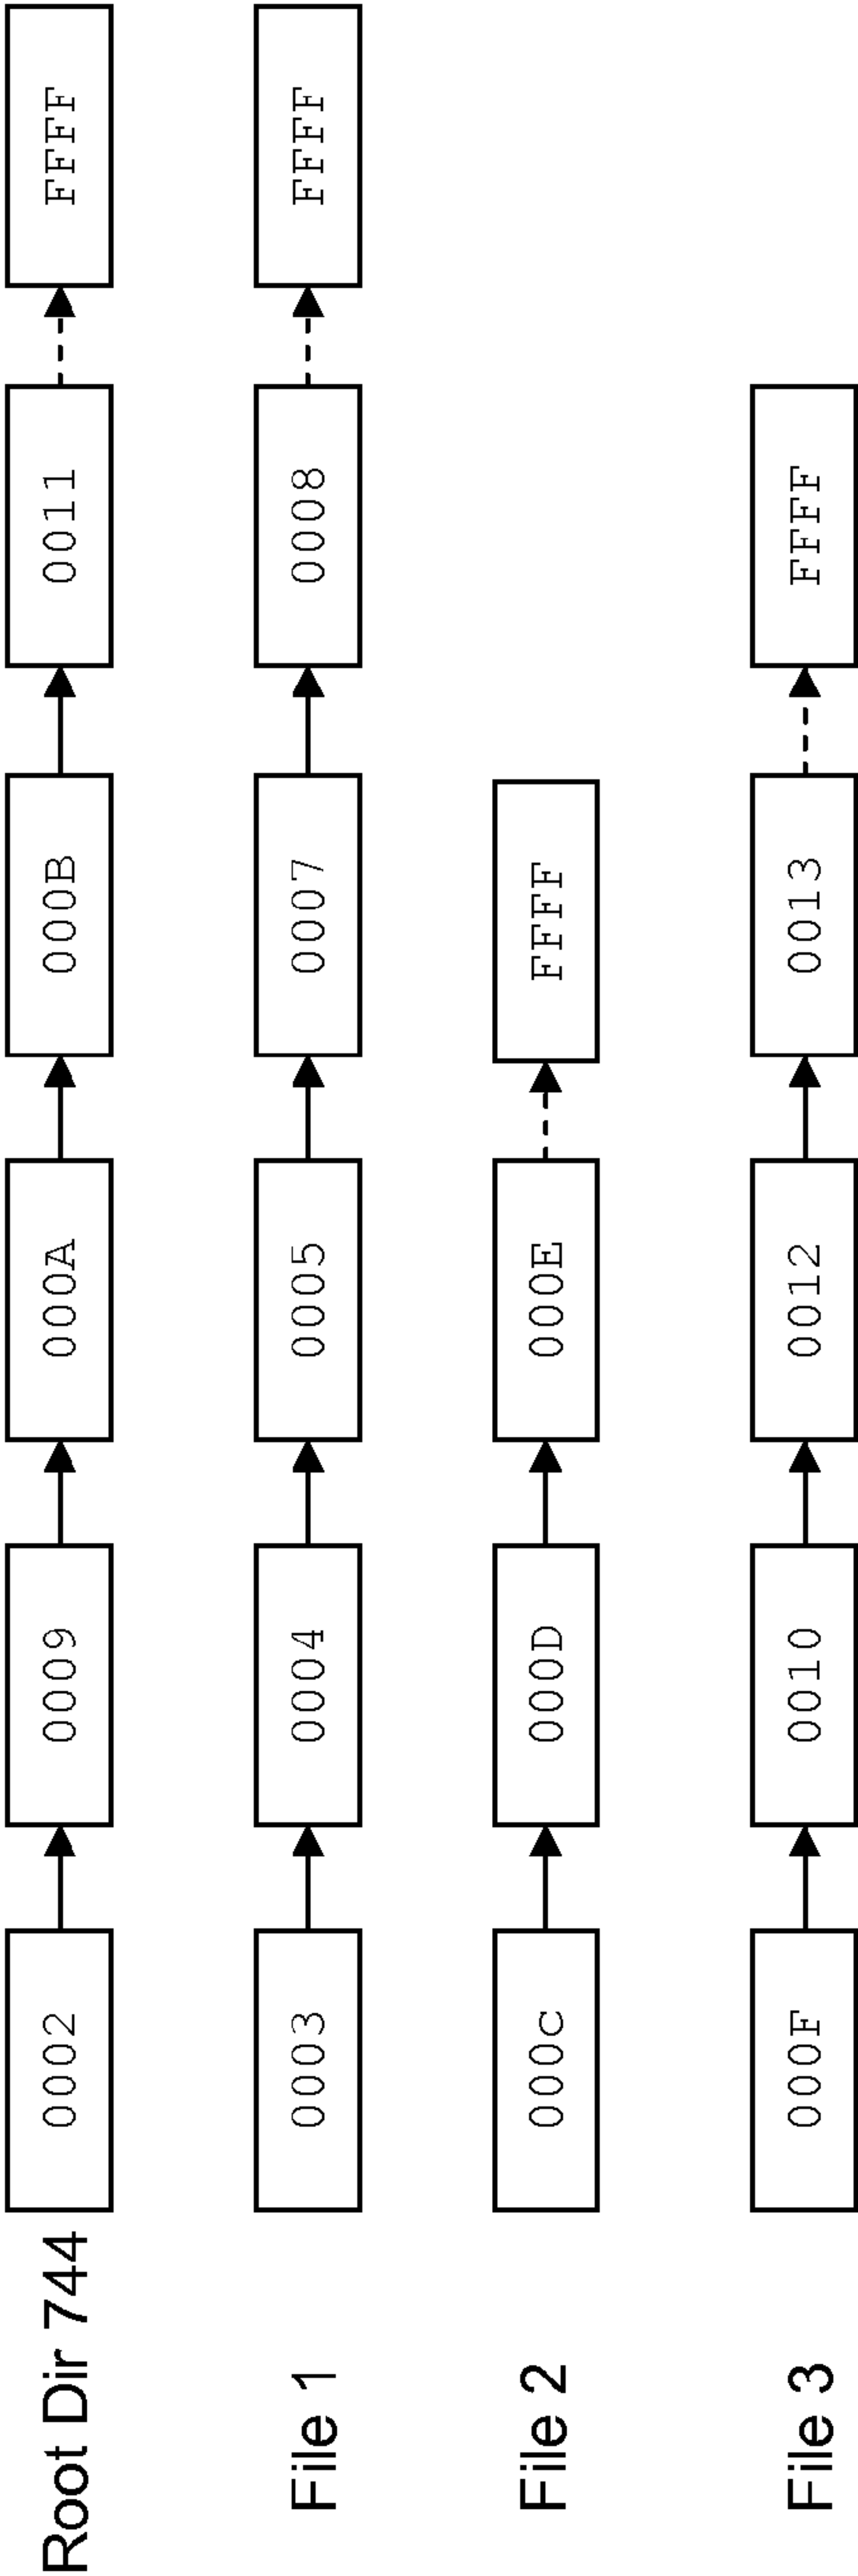 Root Dir 744 0002 0009 000A 000B 0011 FFFF
File 1 0003 0004 0005 0007 0008 FFFF
File 2 000C 000D 000E FFFF
File 3 000F 0010 0012 0013 FFFF